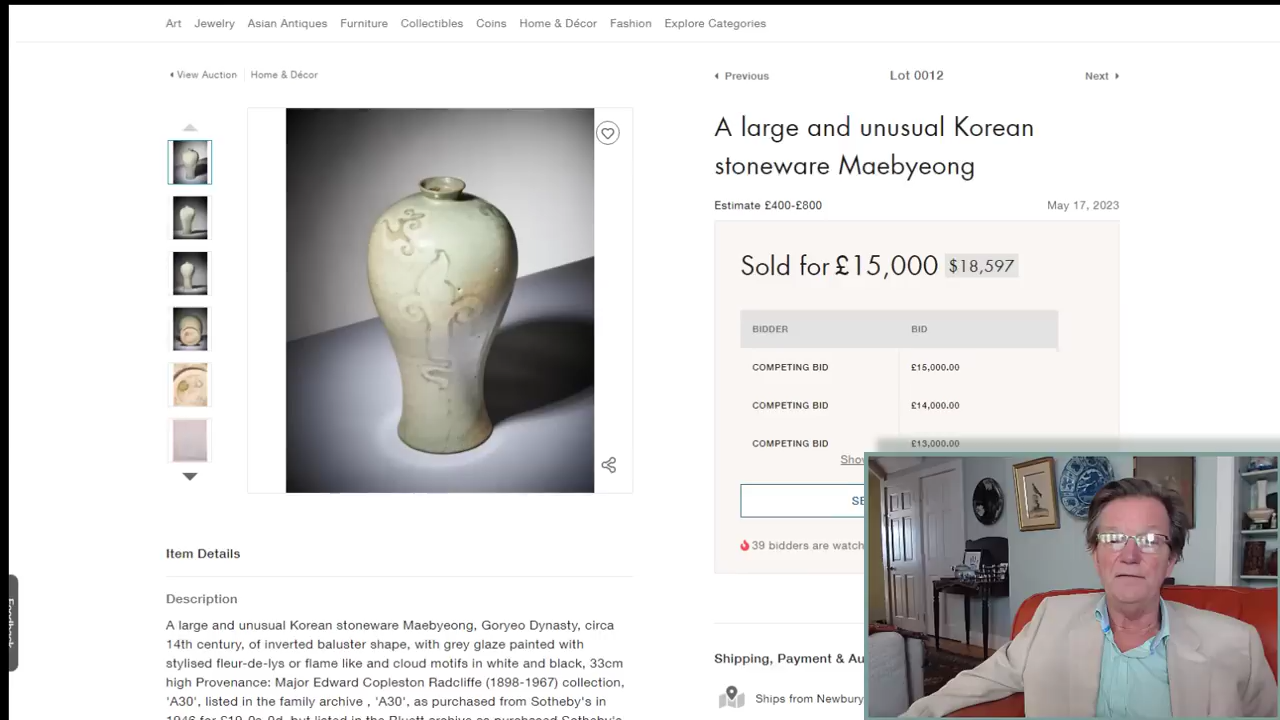 Art Jewelry Asian Antiques Furniture Collectibles Coins Home & Décor Fashion Explore Categories
View Auction Home & Décor
Previous Lot 0012 Next
A large and unusual Korean
stoneware Maebyeong
Estimate £400-£800 May 17, 2023
Sold for £15,000 $18,597
BIDDER BID
COMPETING BID £15,000.00
COMPETING BID £14,000.00
COMPETING BID £13,000.00
39 bidders are watch
Item Details
Description
A large and unusual Korean stoneware Maebyeong, Goryeo Dynasty, circa
14th century, of inverted baluster shape, with grey glaze painted with
stylised fleur-de-lys or flame like and cloud motifs in white and black, 33cm
high Provenance: Major Edward Copleston Radcliffe (1898-1967) collection,
'A30', listed in the family archive , 'A30', as purchased from Sotheby's in
Shipping, Payment & Au
Ships from Newbury
Feedback